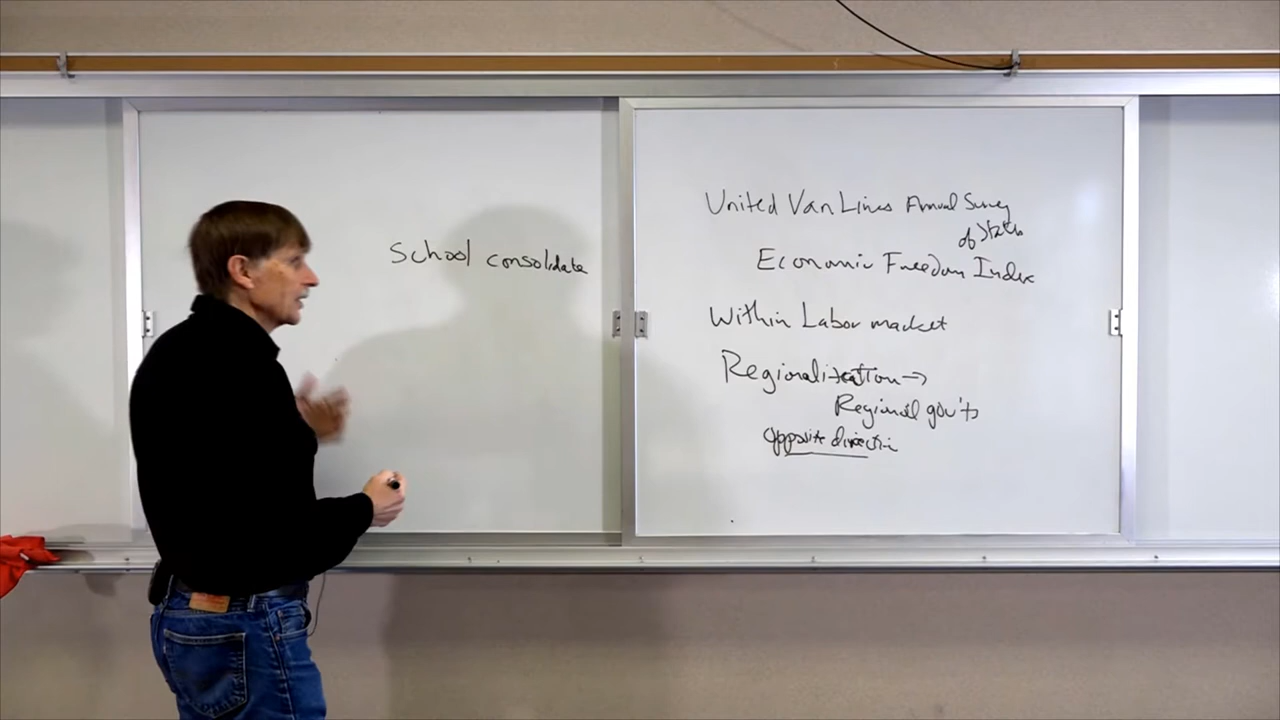 School consolidate
United Van Lines Annual Survey
of States
Economic Freedom Index
Within Labor market
Regionalization →
Regional gov'ts
opposite direction